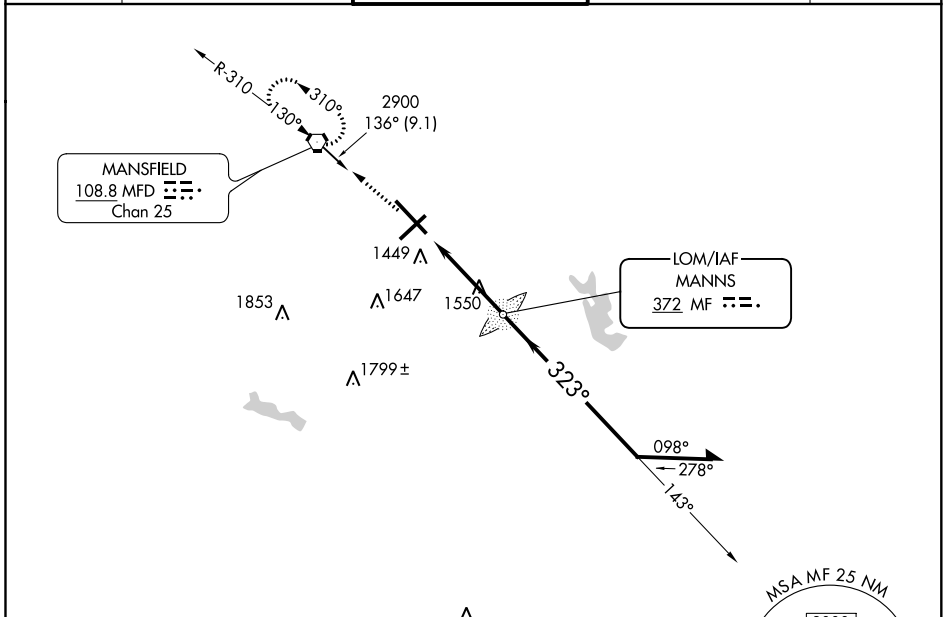 R-310
130°
310°
2900
136° (9.1)
MANSFIELD
108.8 MFD
Chan 25
1449
1853
1647
1550
1799±
LOM/IAF
MANNS
372 MF
323°
098°
278°
143°
MSA MF 25 NM